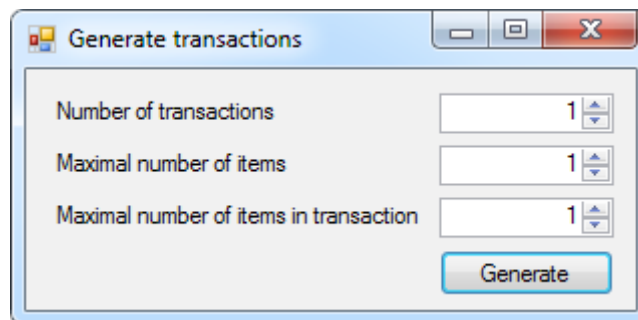 Generate transactions
Number of transactions 1
Maximal number of items 1
Maximal number of items in transaction 1
Generate